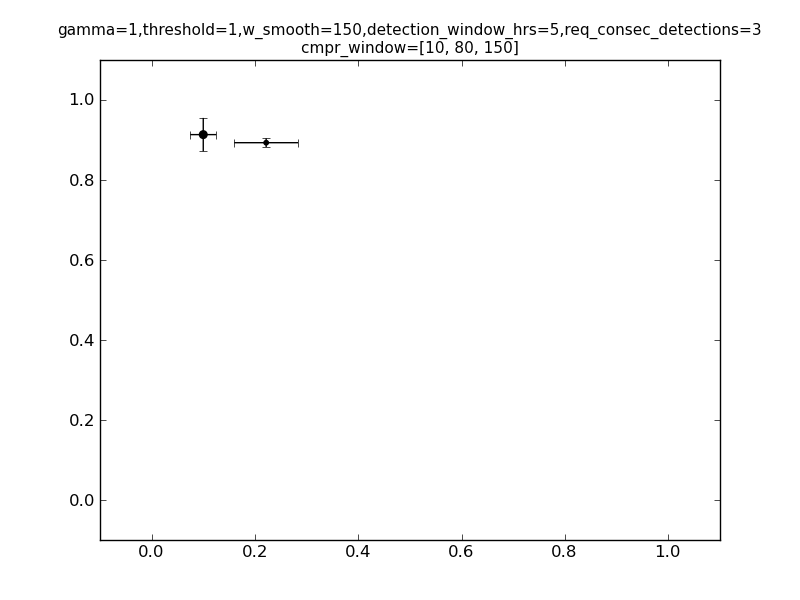 gamma=1,threshold=1,w_smooth=150,detection_window_hrs=5,req_consec_detections=3
cmpr_window=[10, 80, 150]
1.0
0.8
0.6
0.4
0.2
0.0
0.0 0.2 0.4 0.6 0.8 1.0